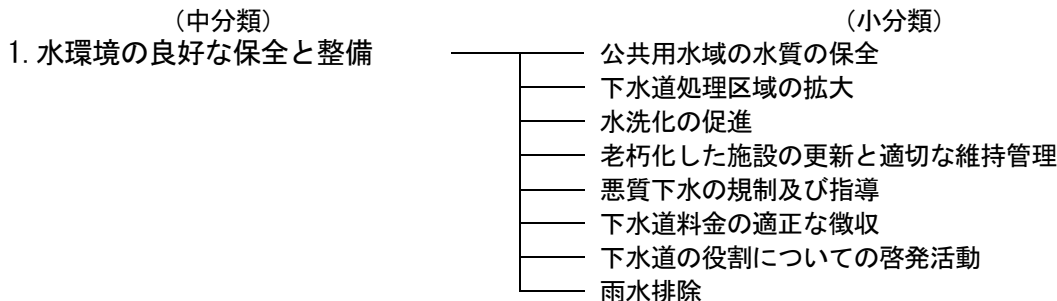 （中分類） （小分類）
1. 水環境の良好な保全と整備 公共用水域の水質の保全
下水道処理区域の拡大
水洗化の促進
老朽化した施設の更新と適切な維持管理
悪質下水の規制及び指導
下水道料金の適正な徴収
下水道の役割についての啓発活動
雨水排除